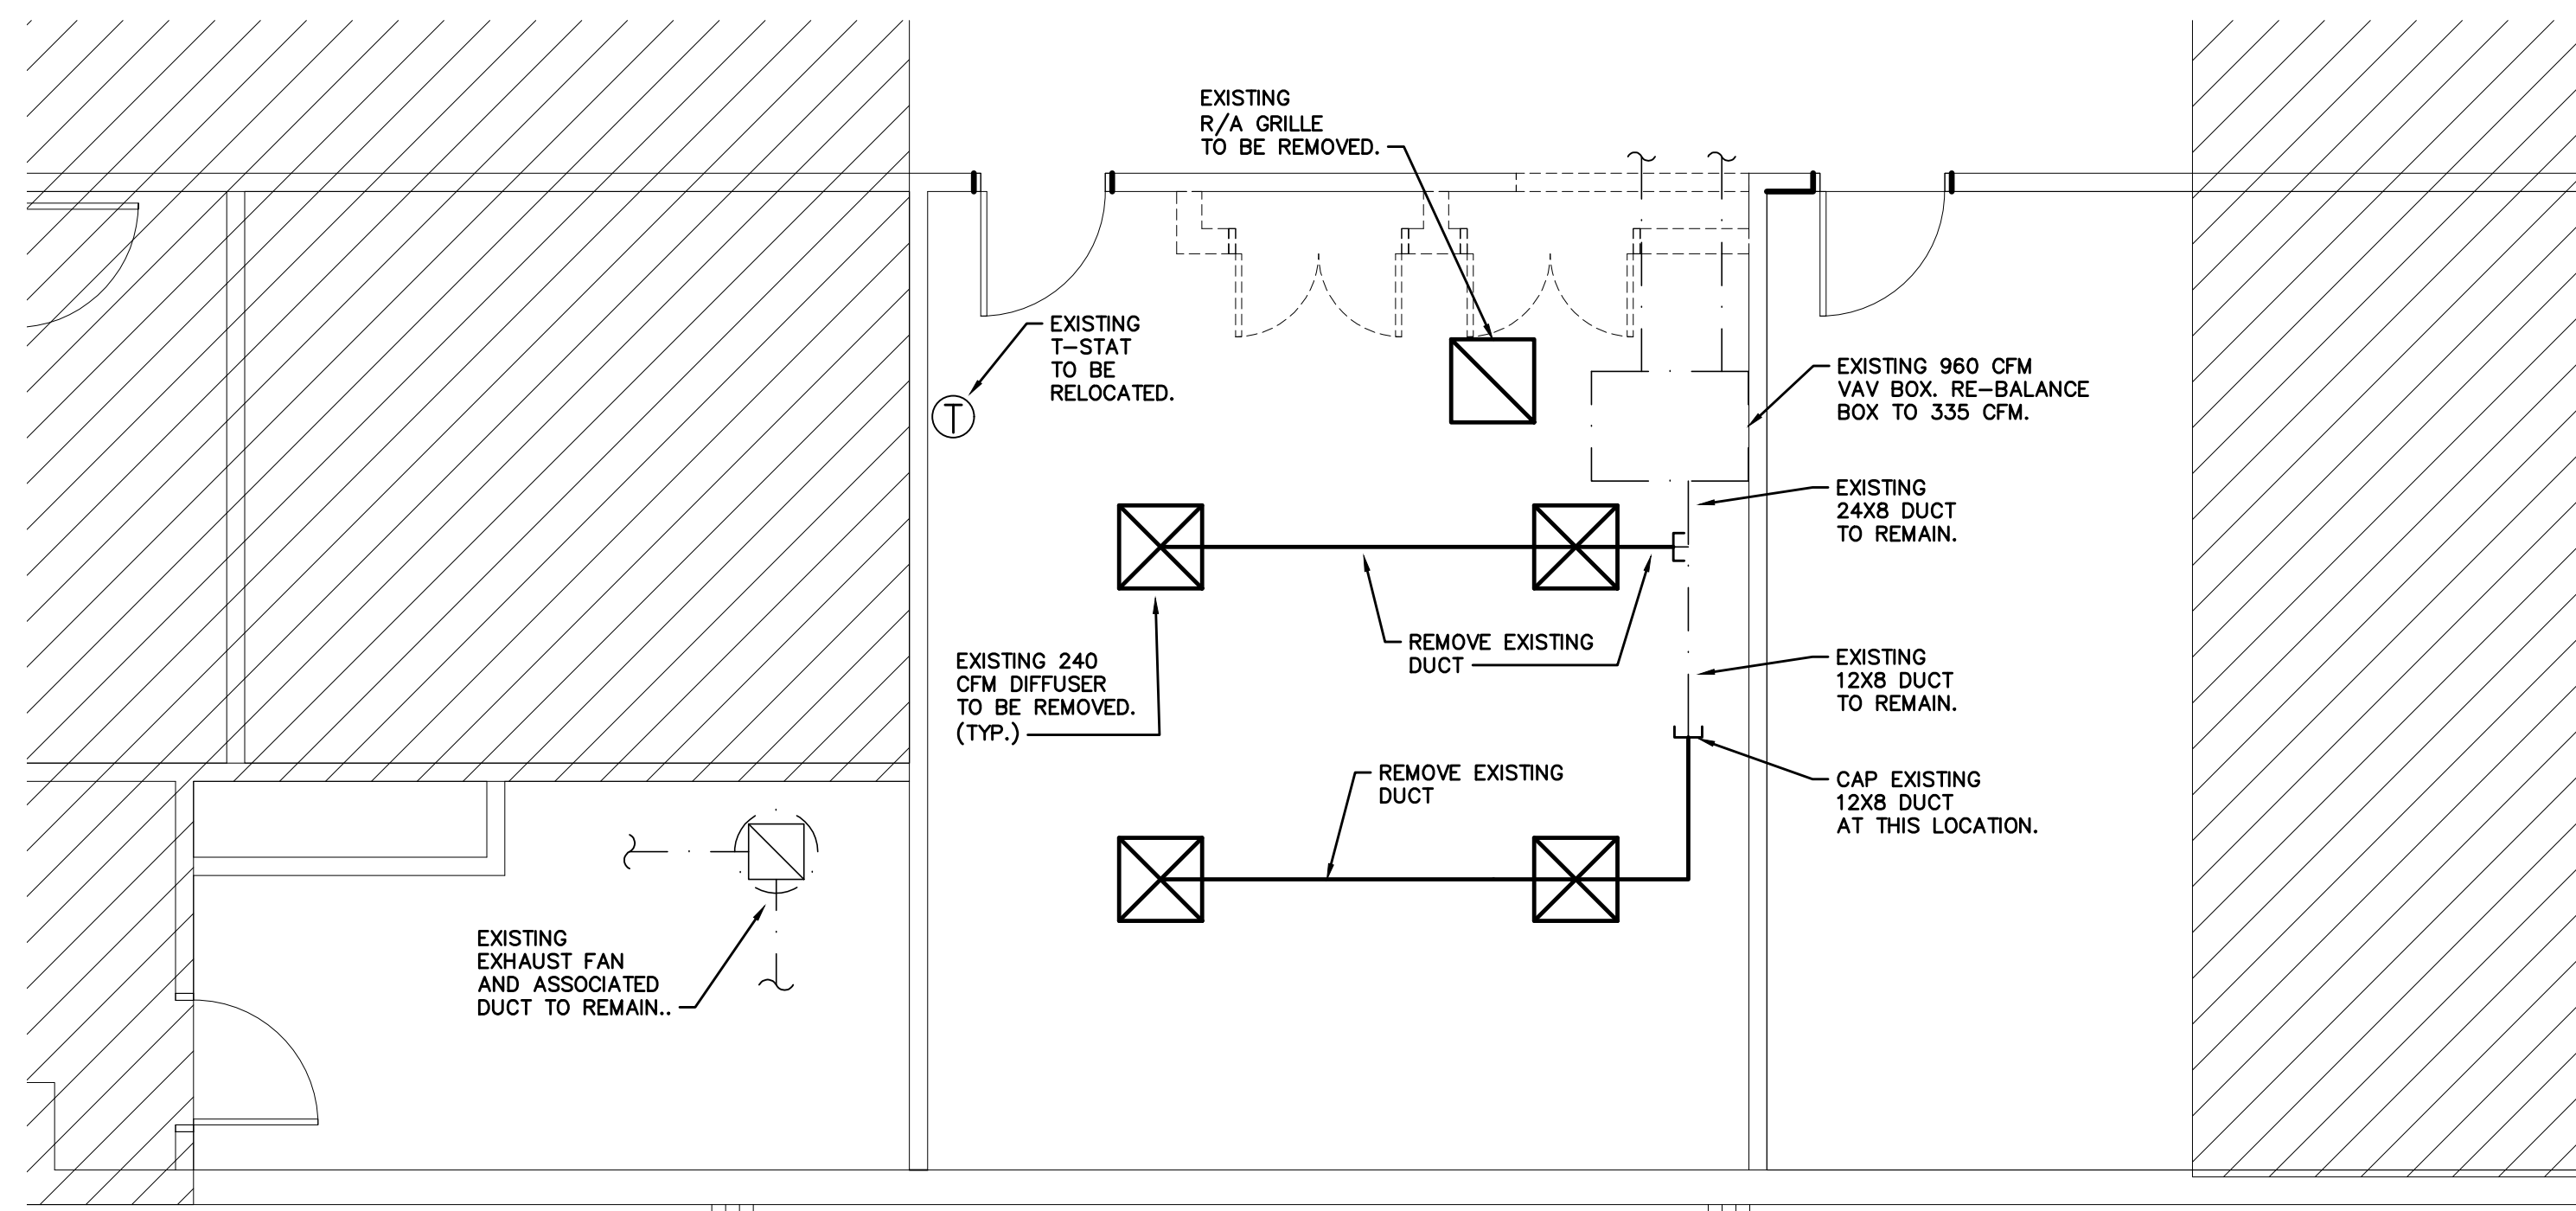 EXISTING
R/A GRILLE
TO BE REMOVED.
EXISTING
T-STAT
TO BE
RELOCATED.
T
EXISTING 960 CFM
VAV BOX. RE-BALANCE
BOX TO 335 CFM.
EXISTING
24X8 DUCT
TO REMAIN.
REMOVE EXISTING
DUCT
EXISTING 240
CFM DIFFUSER
TO BE REMOVED.
(TYP.)
EXISTING
12X8 DUCT
TO REMAIN.
REMOVE EXISTING
DUCT
CAP EXISTING
12X8 DUCT
AT THIS LOCATION.
EXISTING
EXHAUST FAN
AND ASSOCIATED
DUCT TO REMAIN..